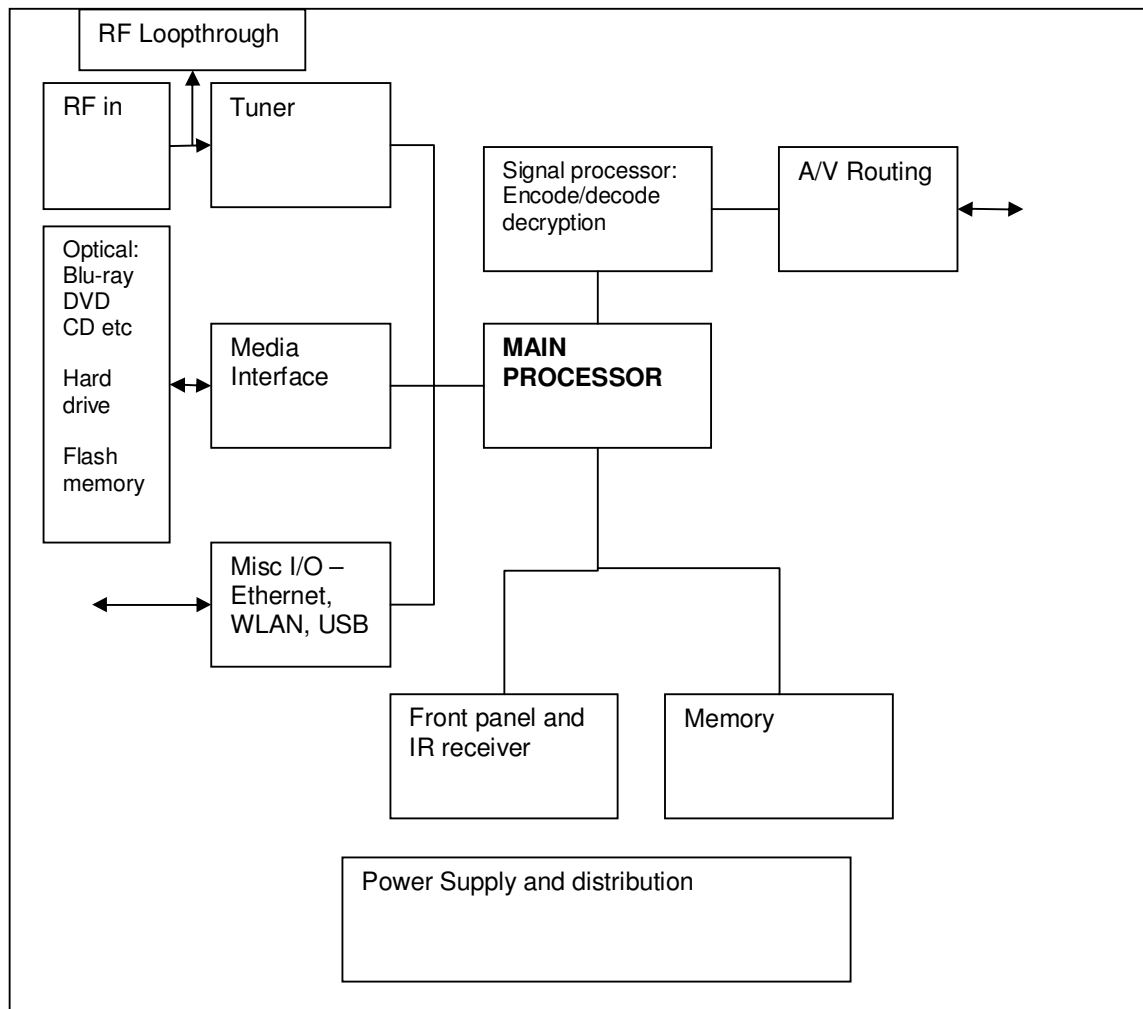 RF Loopthrough
RF in
Tuner
Signal processor:
Encode/decode
decryption
A/V Routing
Optical:
Blu-ray
DVD
CD etc
Hard
drive
Flash
memory
Media
Interface
MAIN
PROCESSOR
Misc I/O –
Ethernet,
WLAN, USB
Front panel and
IR receiver
Memory
Power Supply and distribution